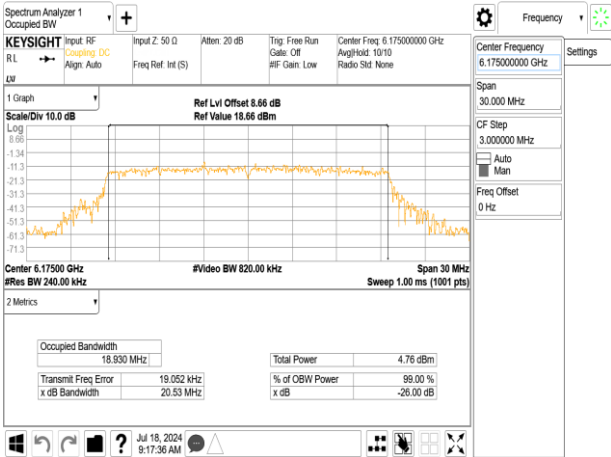 Spectrum Analyzer 1
Occupied BW
Frequency
KEYSIGHT
Input: RF
Coupling: DC
Align: Auto
Input Z: 50 Ω
Freq Ref: Int (S)
Atten: 20 dB
Trig: Free Run
Gate: Off
#IF Gain: Low
Center Freq: 6.175000000 GHz
Avg|Hold: 10/10
Radio Std: None
RL
LXI
Center Frequency
6.175000000 GHz
Settings
Span
30.000 MHz
CF Step
3.000000 MHz
Auto
Man
Freq Offset
0 Hz
1 Graph
Scale/Div 10.0 dB
Ref Lvl Offset 8.66 dB
Ref Value 18.66 dBm
Log
8.66
-1.34
-11.3
-21.3
-31.3
-41.3
-51.3
-61.3
-71.3
Center 6.17500 GHz
#Video BW 820.00 kHz
Span 30 MHz
#Res BW 240.00 kHz
Sweep 1.00 ms (1001 pts)
2 Metrics
Occupied Bandwidth
18.930 MHz
Total Power 4.76 dBm
Transmit Freq Error 19.052 kHz
% of OBW Power 99.00 %
x dB Bandwidth 20.53 MHz
x dB -26.00 dB
Jul 18, 2024
9:17:36 AM